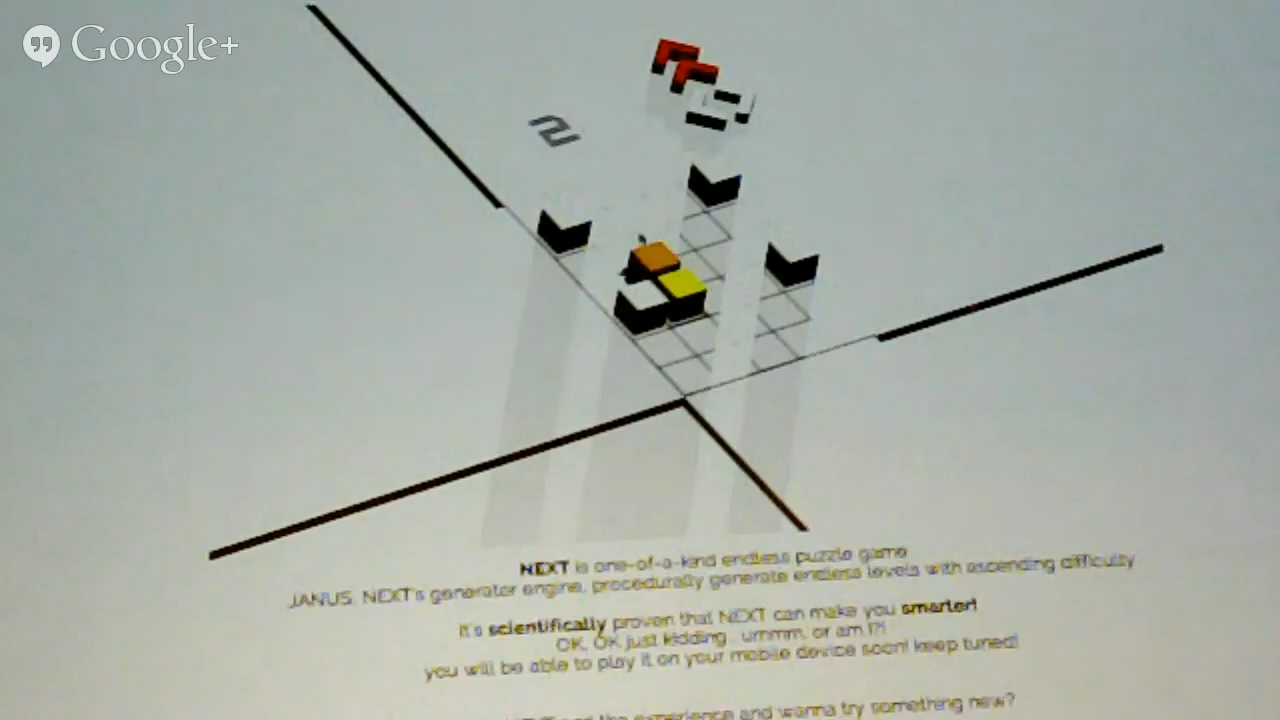 Google+
2
NEXT is one-of-a-kind endless puzzle game
JANUS, NEXT's generator engine, procedurally generate endless levels with ascending difficulty
It's scientifically proven that NEXT can make you smarter!
OK, OK just kidding.. ummm, or am I?!
you will be able to play it on your mobile device soon! keep tuned!
the experience and wanna try something new?